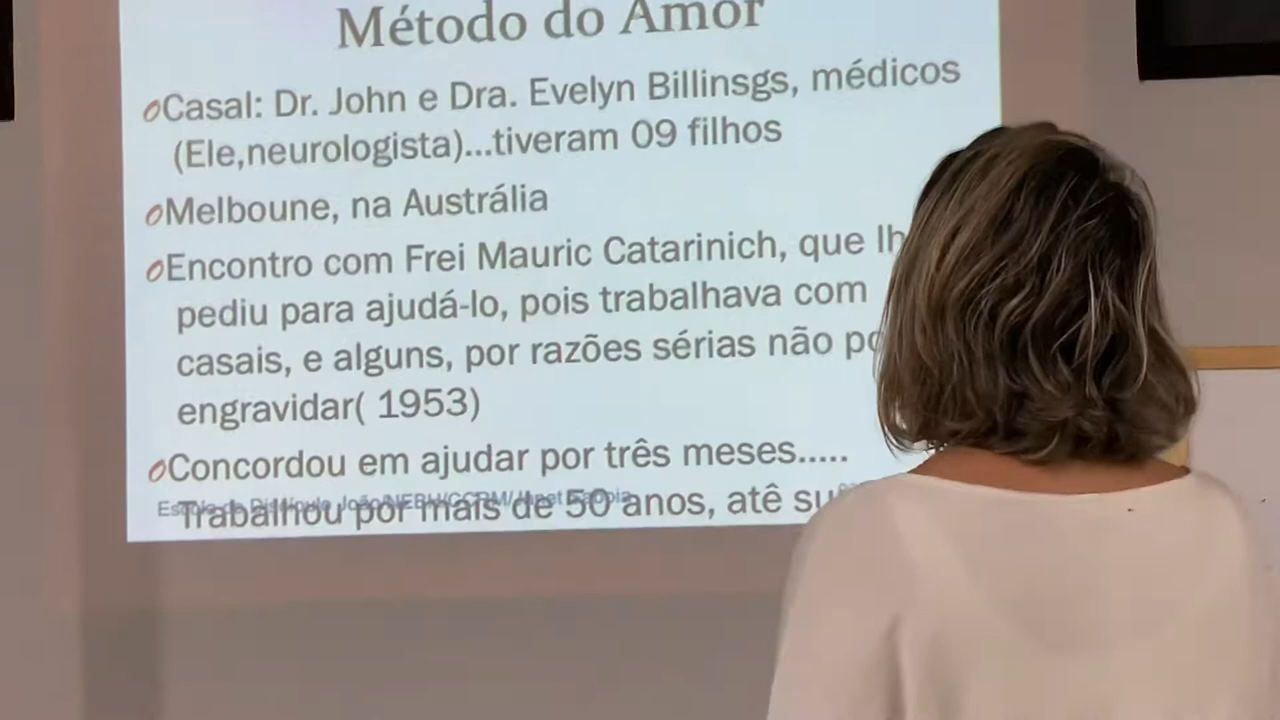 Método do Amor
Casal: Dr. John e Dra. Evelyn Billinsgs, médicos
(Ele,neurologista)...tiveram 09 filhos
Melboune, na Austrália
Encontro com Frei Mauric Catarinich, que lh
pediu para ajudá-lo, pois trabalhava com
casais, e alguns, por razões sérias não po
engravidar( 1953)
Concordou em ajudar por três meses.....
Trabalhou por mais de 50 anos,atê su